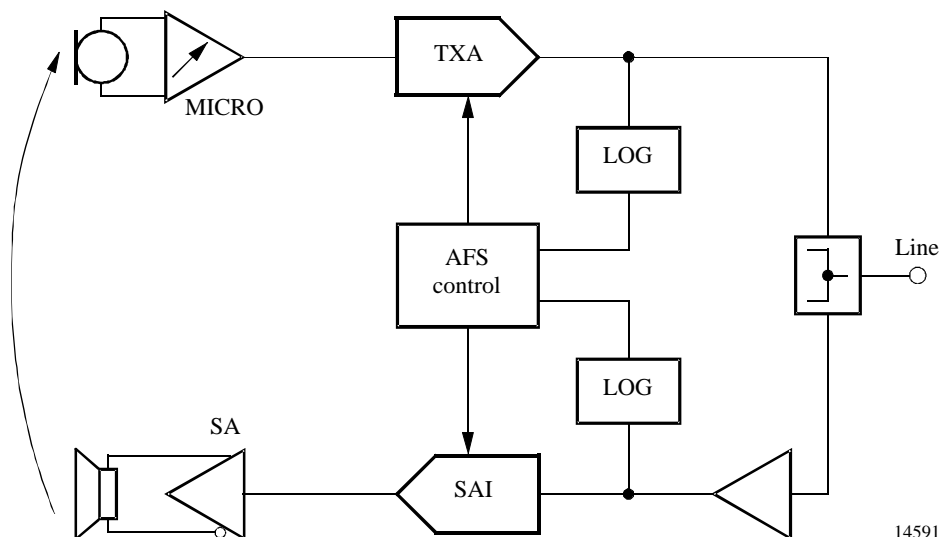 TXA
MICRO
LOG
AFS
control
Line
LOG
SA
SAI
14591